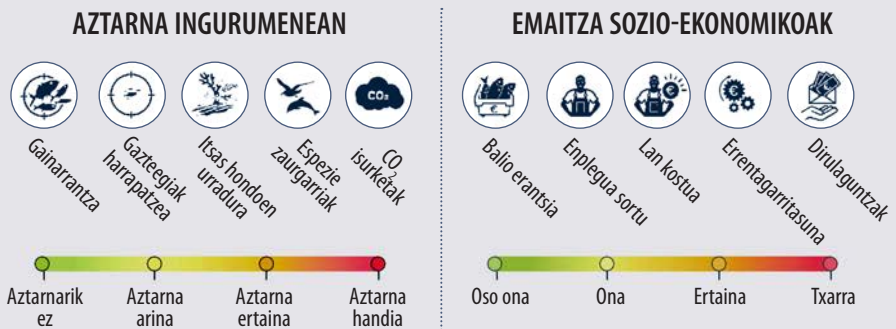 AZTARNA INGURUMENEAN
CO₂
Gainarrantza
Gazteegiak
harrapatzea
Itsas hondoen
urradura
Espezie
zaurgarriak
CO₂
isurketak
Aztarnarik
ez
Aztarna
arina
Aztarna
ertaina
Aztarna
handia
EMAITZA SOZIO-EKONOMIKOAK
€
€
€
Balio erantsia
Enplegua sortu
Lan kostua
Errentagarritasuna
Dirulaguntzak
Oso ona
Ona
Ertaina
Txarra